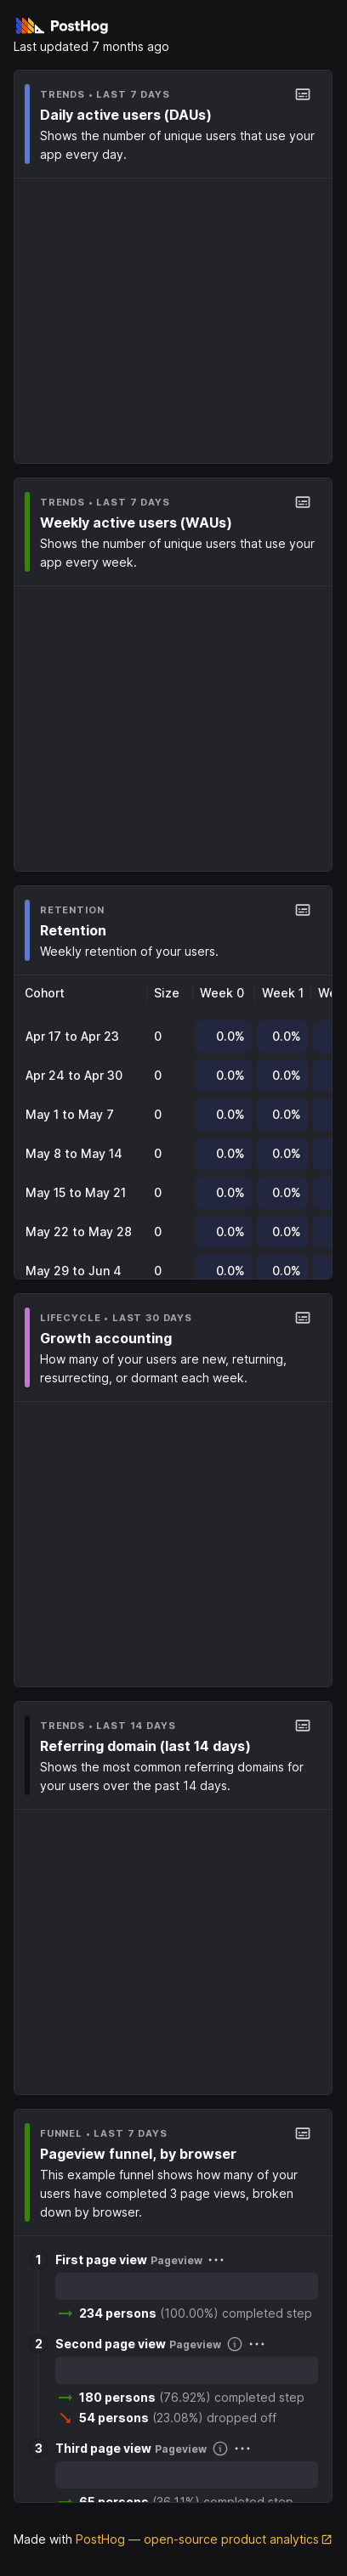 PostHog
Last updated 7 months ago
TRENDS • LAST 7 DAYS
Daily active users (DAUs)
Shows the number of unique users that use your
app every day.
TRENDS • LAST 7 DAYS
Weekly active users (WAUs)
Shows the number of unique users that use your
app every week.
RETENTION
Retention
Weekly retention of your users.
Cohort Size Week 0 Week 1
Apr 17 to Apr 23 0 0.0% 0.0%
Apr 24 to Apr 30 0 0.0% 0.0%
May 1 to May 7 0 0.0% 0.0%
May 8 to May 14 0 0.0% 0.0%
May 15 to May 21 0 0.0% 0.0%
May 22 to May 28 0 0.0% 0.0%
May 29 to Jun 4 0 0.0% 0.0%
LIFECYCLE • LAST 30 DAYS
Growth accounting
How many of your users are new, returning,
resurrecting, or dormant each week.
TRENDS • LAST 14 DAYS
Referring domain (last 14 days)
Shows the most common referring domains for
your users over the past 14 days.
FUNNEL • LAST 7 DAYS
Pageview funnel, by browser
This example funnel shows how many of your
users have completed 3 page views, broken
down by browser.
1 First page view Pageview
234 persons (100.00%) completed step
2 Second page view Pageview
180 persons (76.92%) completed step
54 persons (23.08%) dropped off
3 Third page view Pageview
65 persons (36.11%) completed step
Made with PostHog — open-source product analytics